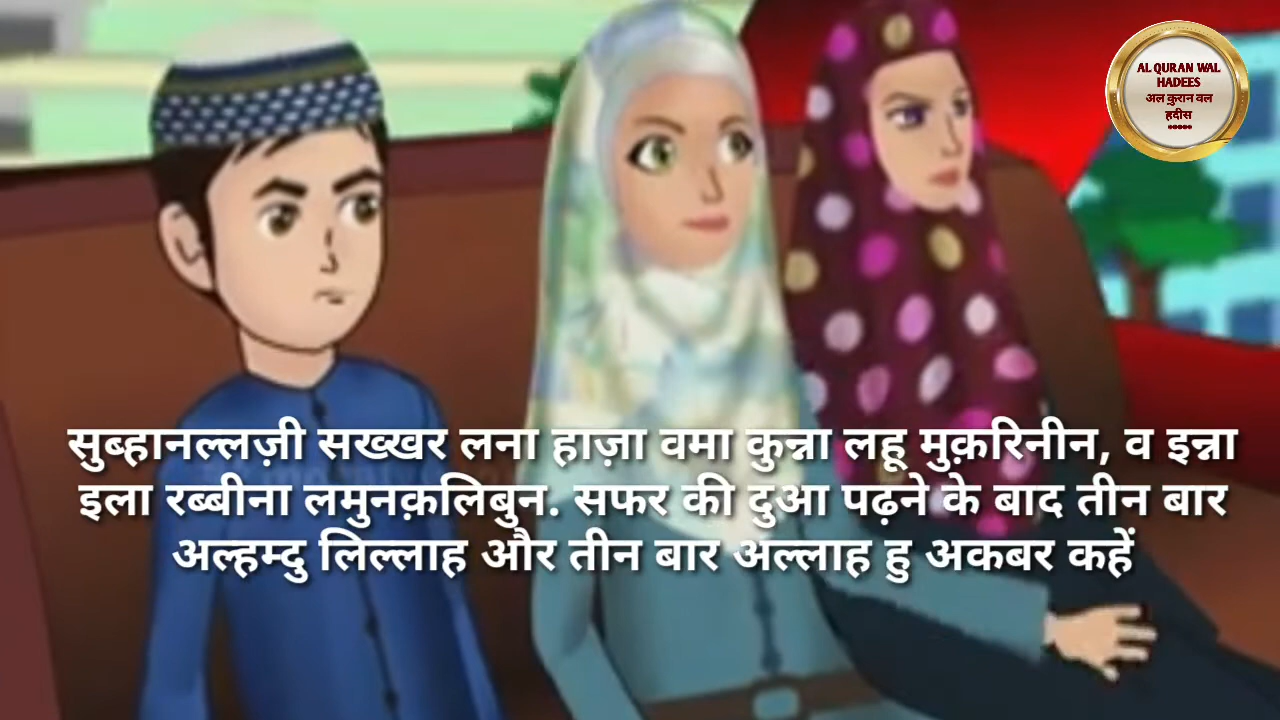 AL QURAN WAL
HADEES
अल कुरान वल
हदीस
सुब्हानल्लज़ी सख्खर लना हाज़ा वमा कुन्ना लहू मुक़रिनीन, व इन्ना
इला रब्बीना लमुनक़लिबुन. सफर की दुआ पढ़ने के बाद तीन बार
अल्हम्दु लिल्लाह और तीन बार अल्लाह हु अकबर कहें